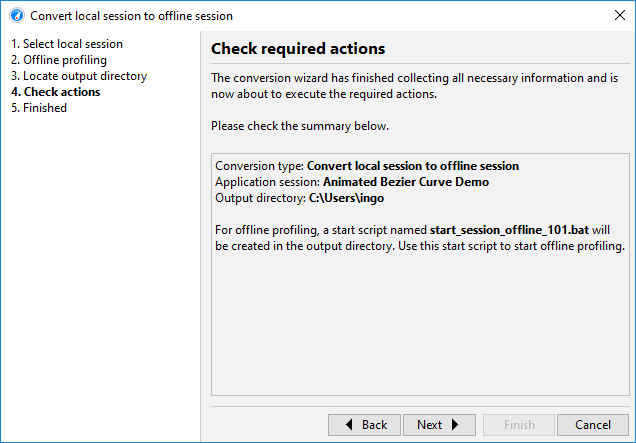 Convert local session to offline session
1. Select local session
2. Offline profiling
3. Locate output directory
4. Check actions
5. Finished
Check required actions
The conversion wizard has finished collecting all necessary information and is
now about to execute the required actions.
Please check the summary below.
Conversion type: Convert local session to offline session
Application session: Animated Bezier Curve Demo
Output directory: C:\Users\ingo
For offline profiling, a start script named start_session_offline_101.bat will
be created in the output directory. Use this start script to start offline profiling.
Back
Next
Finish
Cancel